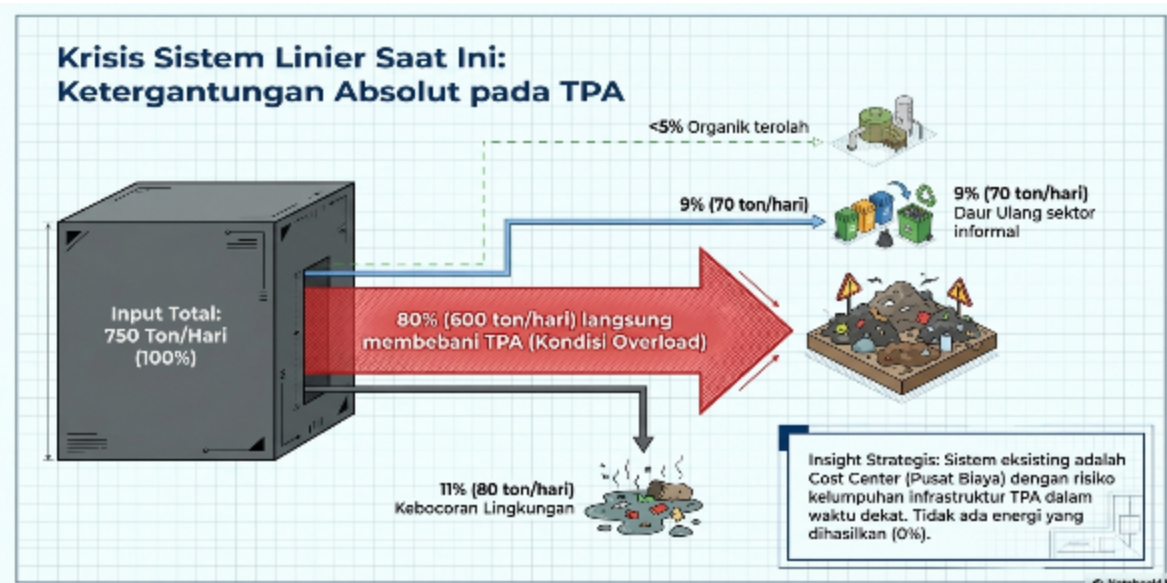 Krisis Sistem Linier Saat Ini:
Ketergantungan Absolut pada TPA
<5% Organik terolah
9% (70 ton/hari)
9% (70 ton/hari)
Daur Ulang sektor
informal
Input Total:
750 Ton/Hari
(100%)
80% (600 ton/hari) langsung
membebani TPA (Kondisi Overload)
11% (80 ton/hari)
Kebocoran Lingkungan
Insight Strategis: Sistem eksisting adalah
Cost Center (Pusat Biaya) dengan risiko
kelumpuhan infrastruktur TPA dalam
waktu dekat. Tidak ada energi yang
dihasilkan (0%).